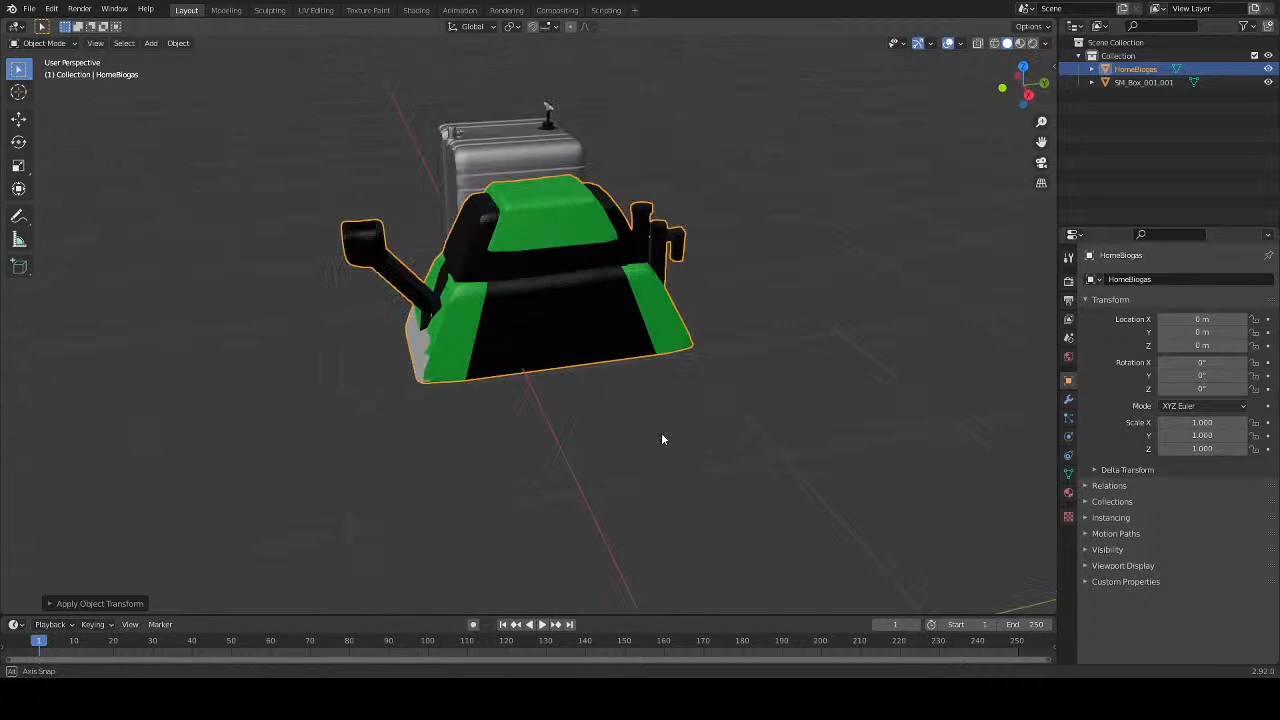 File Edit Render Window Help Layout Modeling Sculpting UV Editing Texture Paint Shading Animation Rendering Compositing Scripting + Scene View Layer
Global Options
Object Mode View Select Add Object
User Perspective
(1) Collection | HomeBiogas
Z
Y
X
Scene Collection
Collection
HomeBiogas
SM_Box_001.001
HomeBiogas
HomeBiogas
Transform
Location X 0 m
Y 0 m
Z 0 m
Rotation X 0°
Y 0°
Z 0°
Mode XYZ Euler
Scale X 1.000
Y 1.000
Z 1.000
Delta Transform
Relations
Collections
Instancing
Motion Paths
Visibility
Viewport Display
Custom Properties
Apply Object Transform
Playback Keying View Marker 1 Start 1 End 250
1 10 20 30 40 50 60 70 80 90 100 110 120 130 140 150 160 170 180 190 200 210 220 230 240 250
Alt Axis Snap 2.92.0